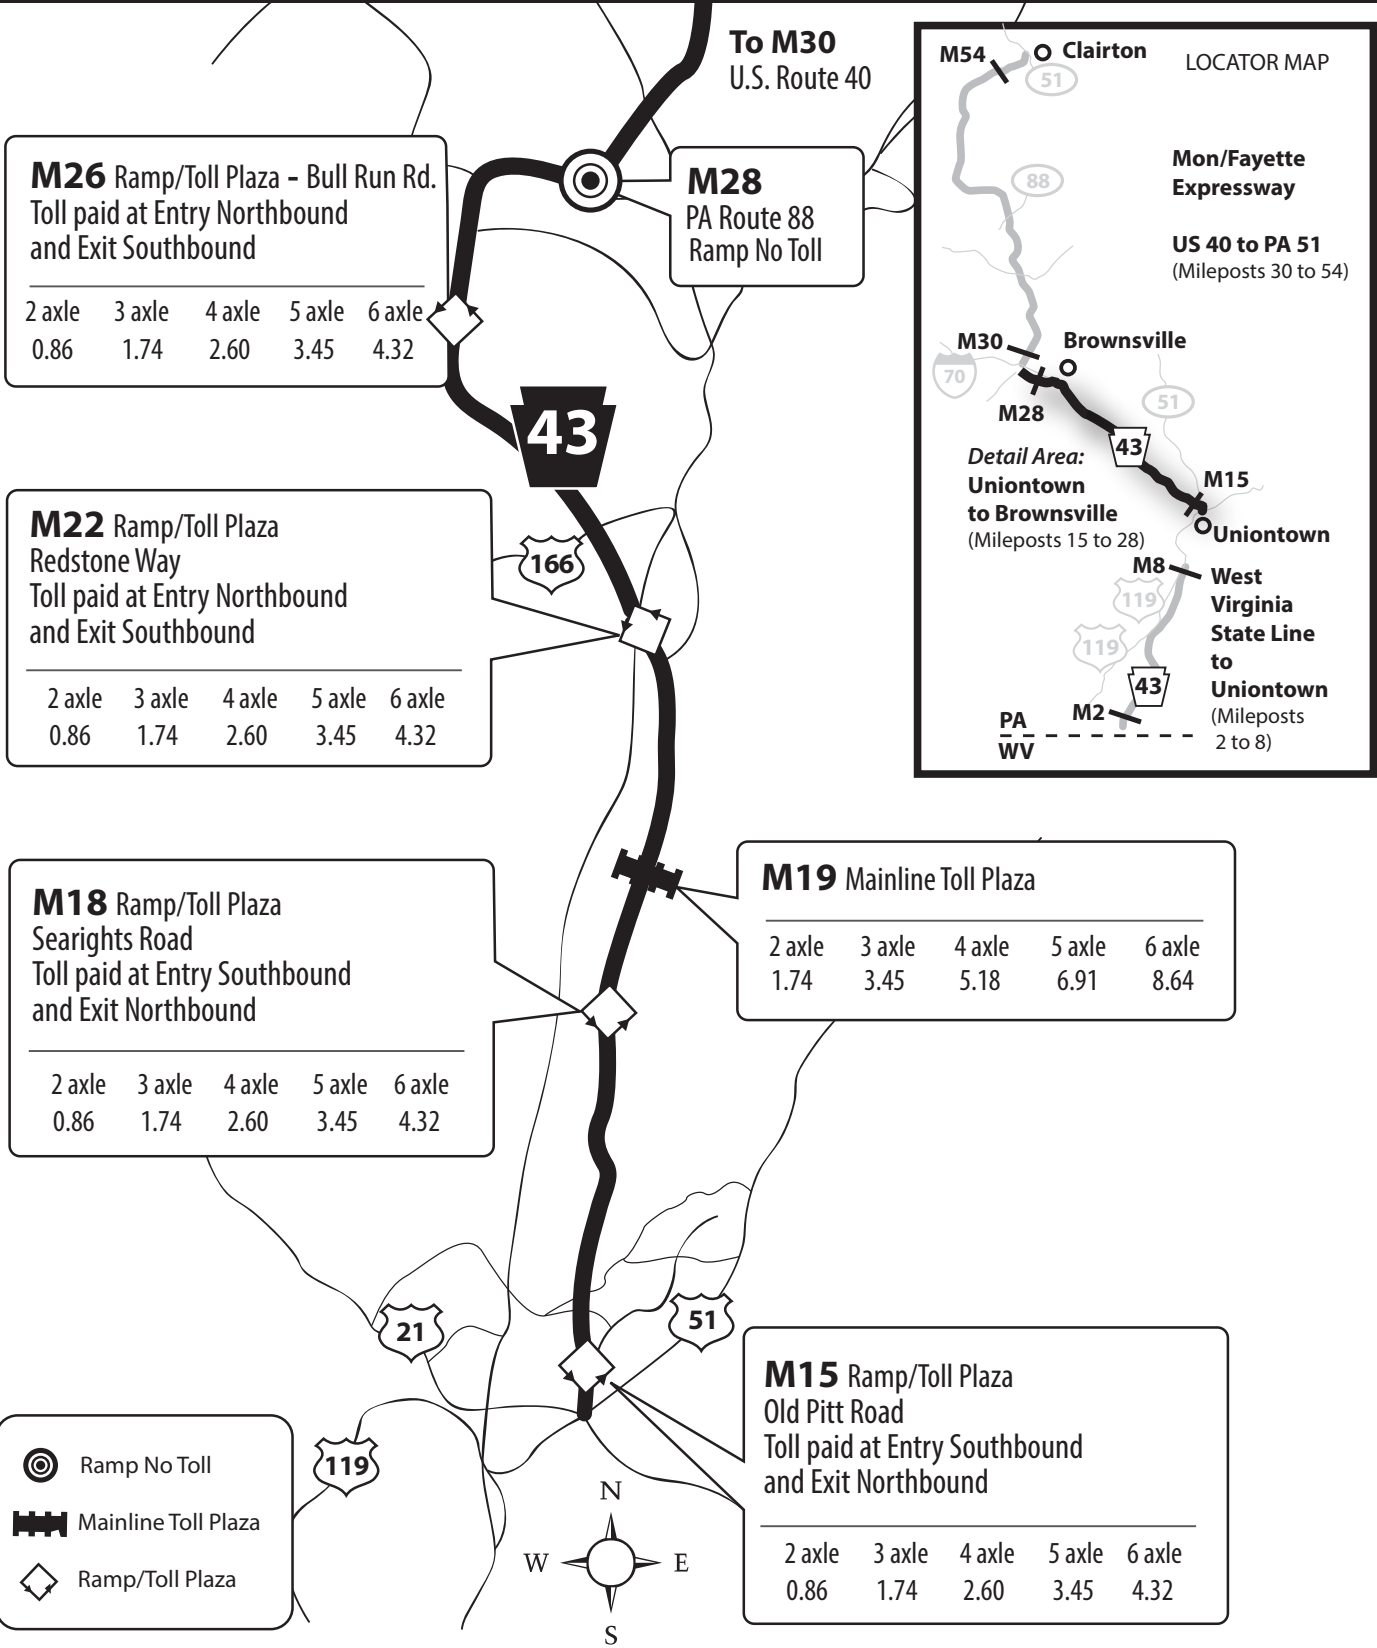 To M30
U.S. Route 40
M26 Ramp/Toll Plaza - Bull Run Rd.
Toll paid at Entry Northbound
and Exit Southbound
2 axle 3 axle 4 axle 5 axle 6 axle
0.86 1.74 2.60 3.45 4.32
M28
PA Route 88
Ramp No Toll
43
M22 Ramp/Toll Plaza
Redstone Way
Toll paid at Entry Northbound
and Exit Southbound
2 axle 3 axle 4 axle 5 axle 6 axle
0.86 1.74 2.60 3.45 4.32
166
M18 Ramp/Toll Plaza
Searights Road
Toll paid at Entry Southbound
and Exit Northbound
2 axle 3 axle 4 axle 5 axle 6 axle
0.86 1.74 2.60 3.45 4.32
M19 Mainline Toll Plaza
2 axle 3 axle 4 axle 5 axle 6 axle
1.74 3.45 5.18 6.91 8.64
21
51
119
M15 Ramp/Toll Plaza
Old Pitt Road
Toll paid at Entry Southbound
and Exit Northbound
2 axle 3 axle 4 axle 5 axle 6 axle
0.86 1.74 2.60 3.45 4.32
Ramp No Toll
Mainline Toll Plaza
Ramp/Toll Plaza
N
W E
S
LOCATOR MAP
M54
Clairton
51
88
Mon/Fayette
Expressway
US 40 to PA 51
(Mileposts 30 to 54)
M30
Brownsville
70
M28
51
43
Detail Area:
Uniontown
to Brownsville
(Mileposts 15 to 28)
M15
Uniontown
M8
119
119
West
Virginia
State Line
to
Uniontown
(Mileposts
2 to 8)
43
M2
PA
WV